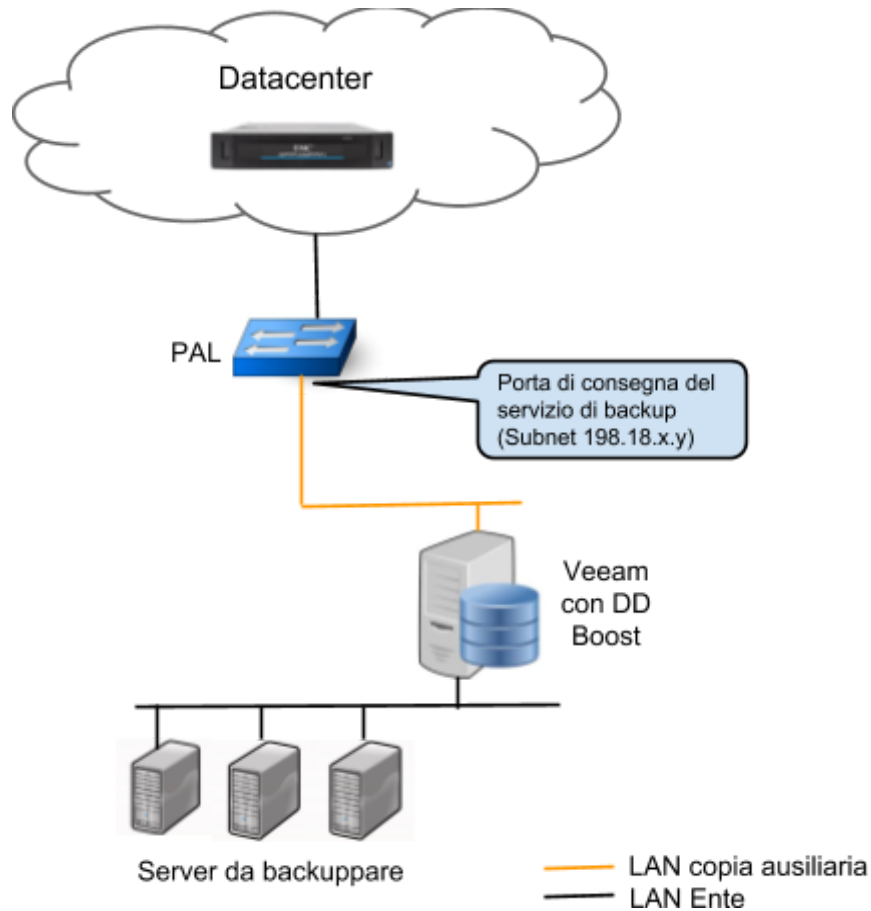 Datacenter
PAL
Porta di consegna del
servizio di backup
(Subnet 198.18.x.y)
Veeam
con DD
Boost
Server da backuppare
LAN copia ausiliaria
LAN Ente